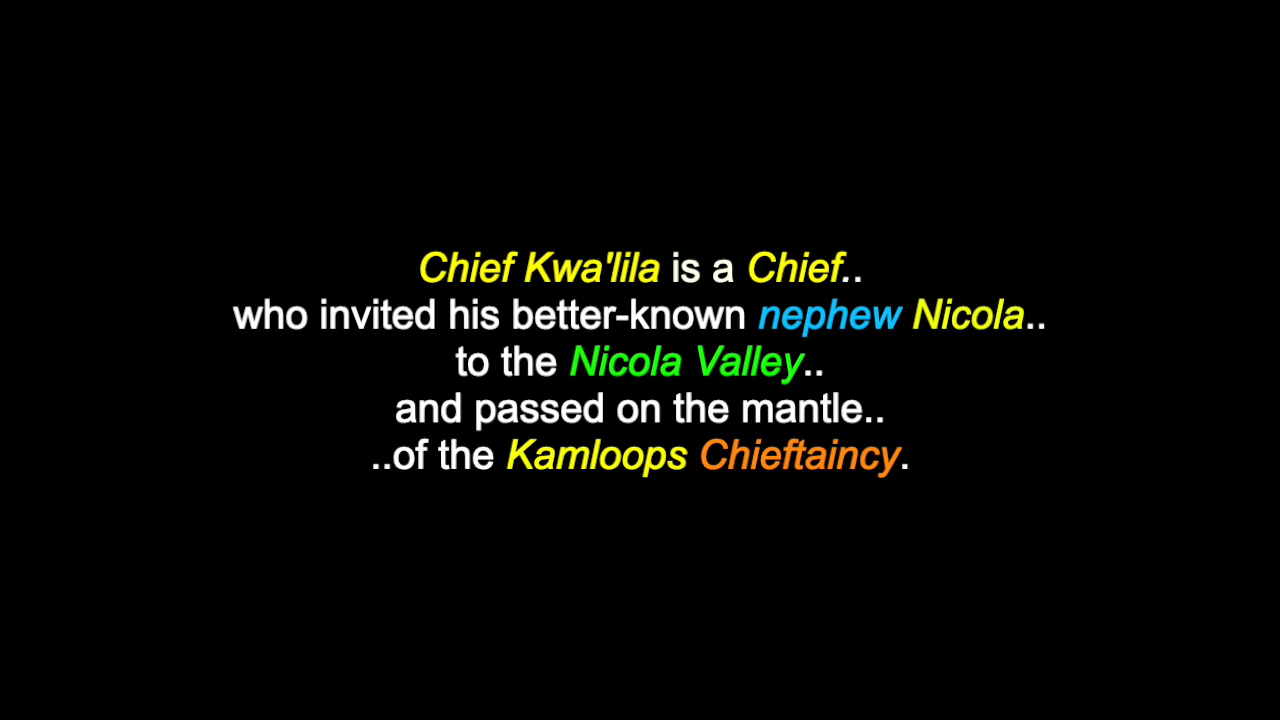 Chief Kwa'lila is a Chief..
who invited his better-known nephew Nicola..
to the Nicola Valley..
and passed on the mantle..
..of the Kamloops Chieftaincy.